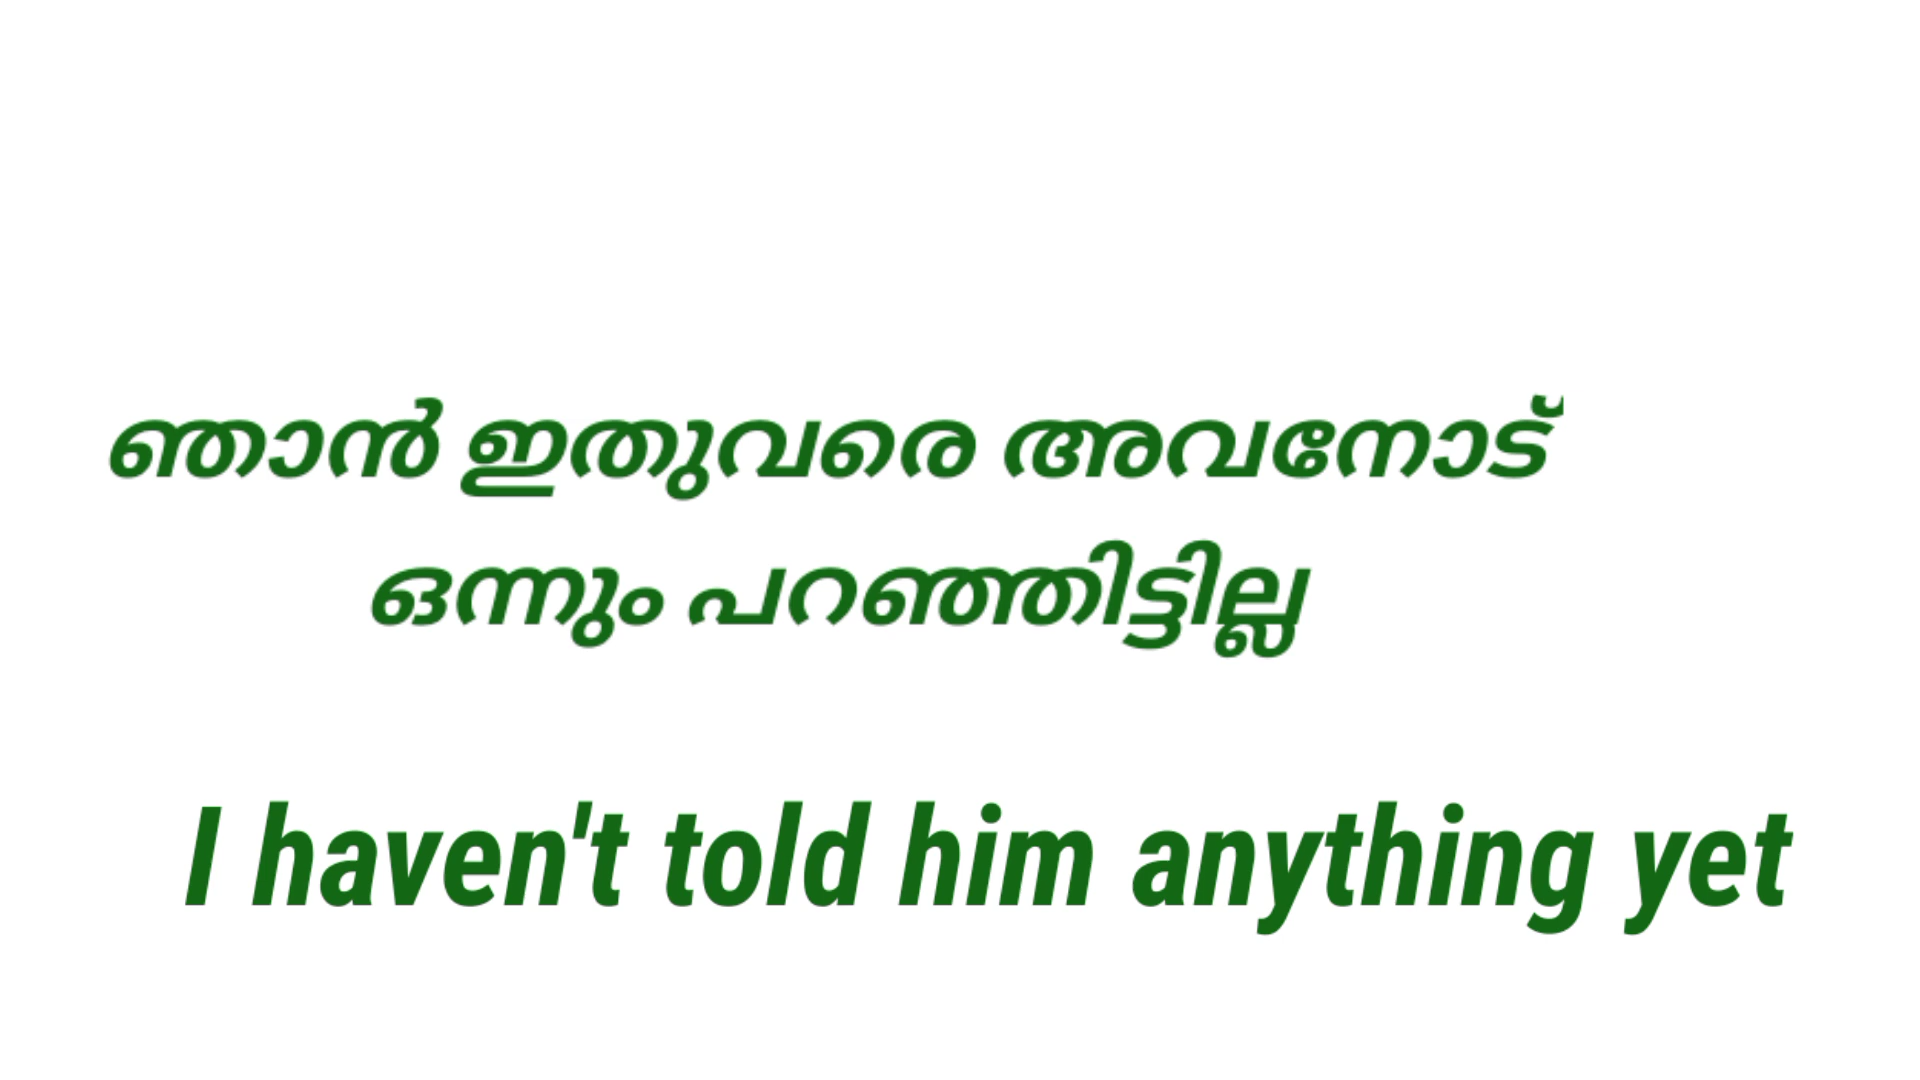 ഞാൻ ഇതുവരെ അവനോട്
ഒന്നും പറഞ്ഞിട്ടില്ല
I haven't told him anything yet